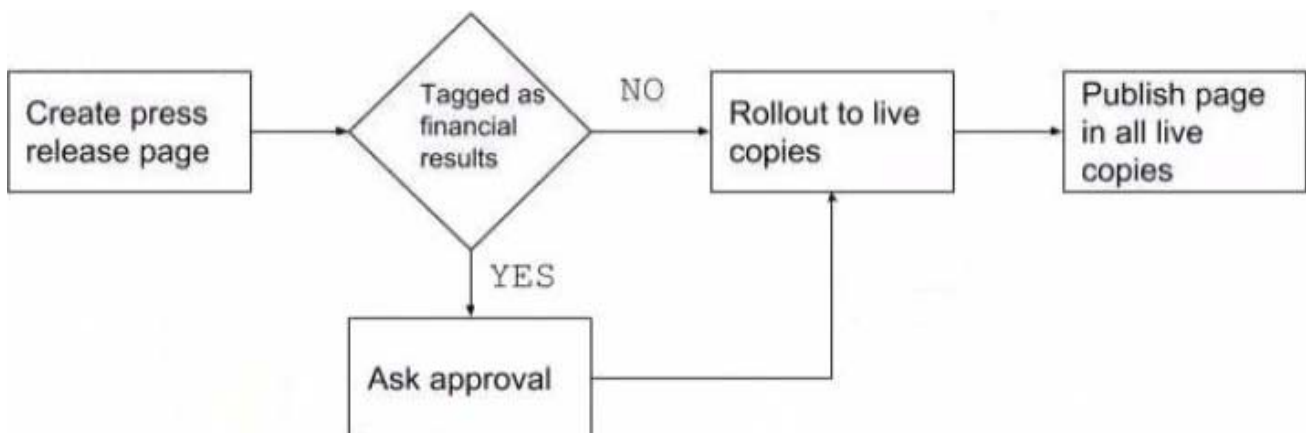 Create press
release page
Tagged as
financial
results
NO
Rollout to live
copies
Publish page
in all live
copies
YES
Ask approval